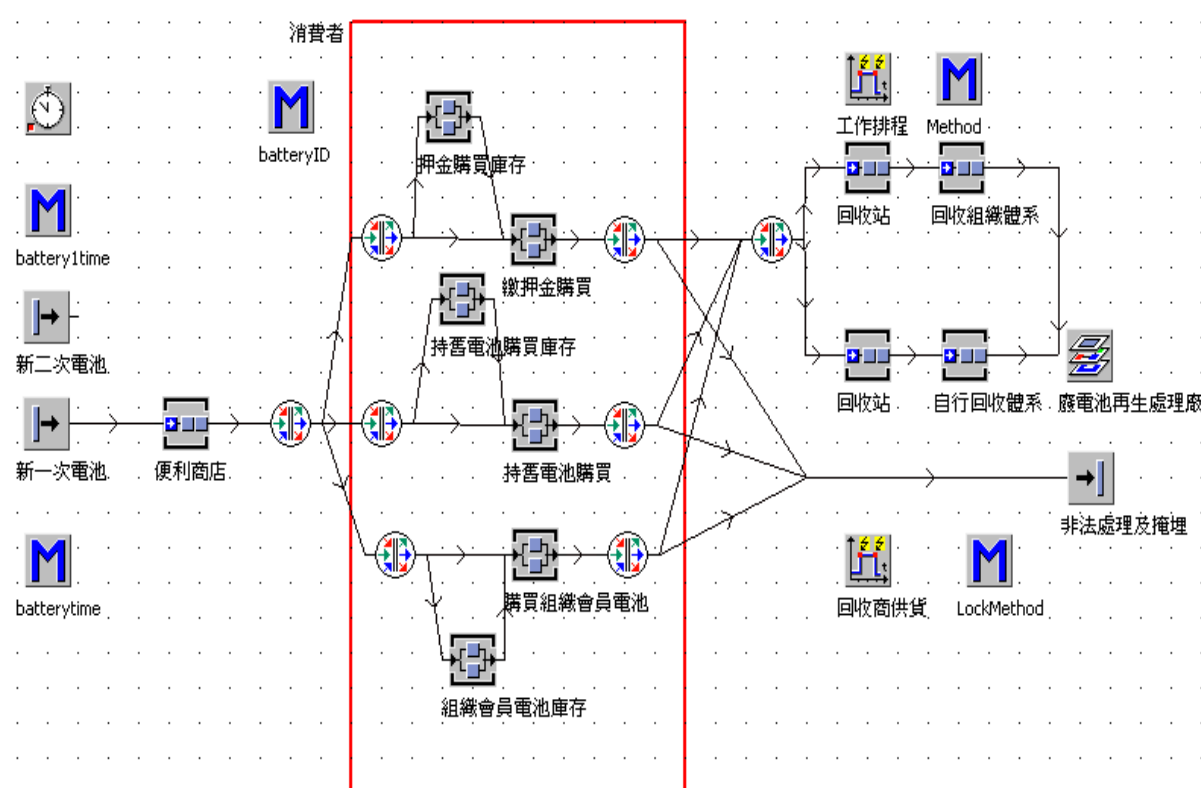 消費者
batteryID
押金購買庫存
工作排程
Method
回收站
回收組織體系
battery1time
繳押金購買
新二次電池
持舊電池購買庫存
回收站
自行回收體系
廢電池再生處理廠
新一次電池
便利商店
持舊電池購買
非法處理及掩埋
batterytime
購買組織會員電池
回收商供貨
LockMethod
組織會員電池庫存